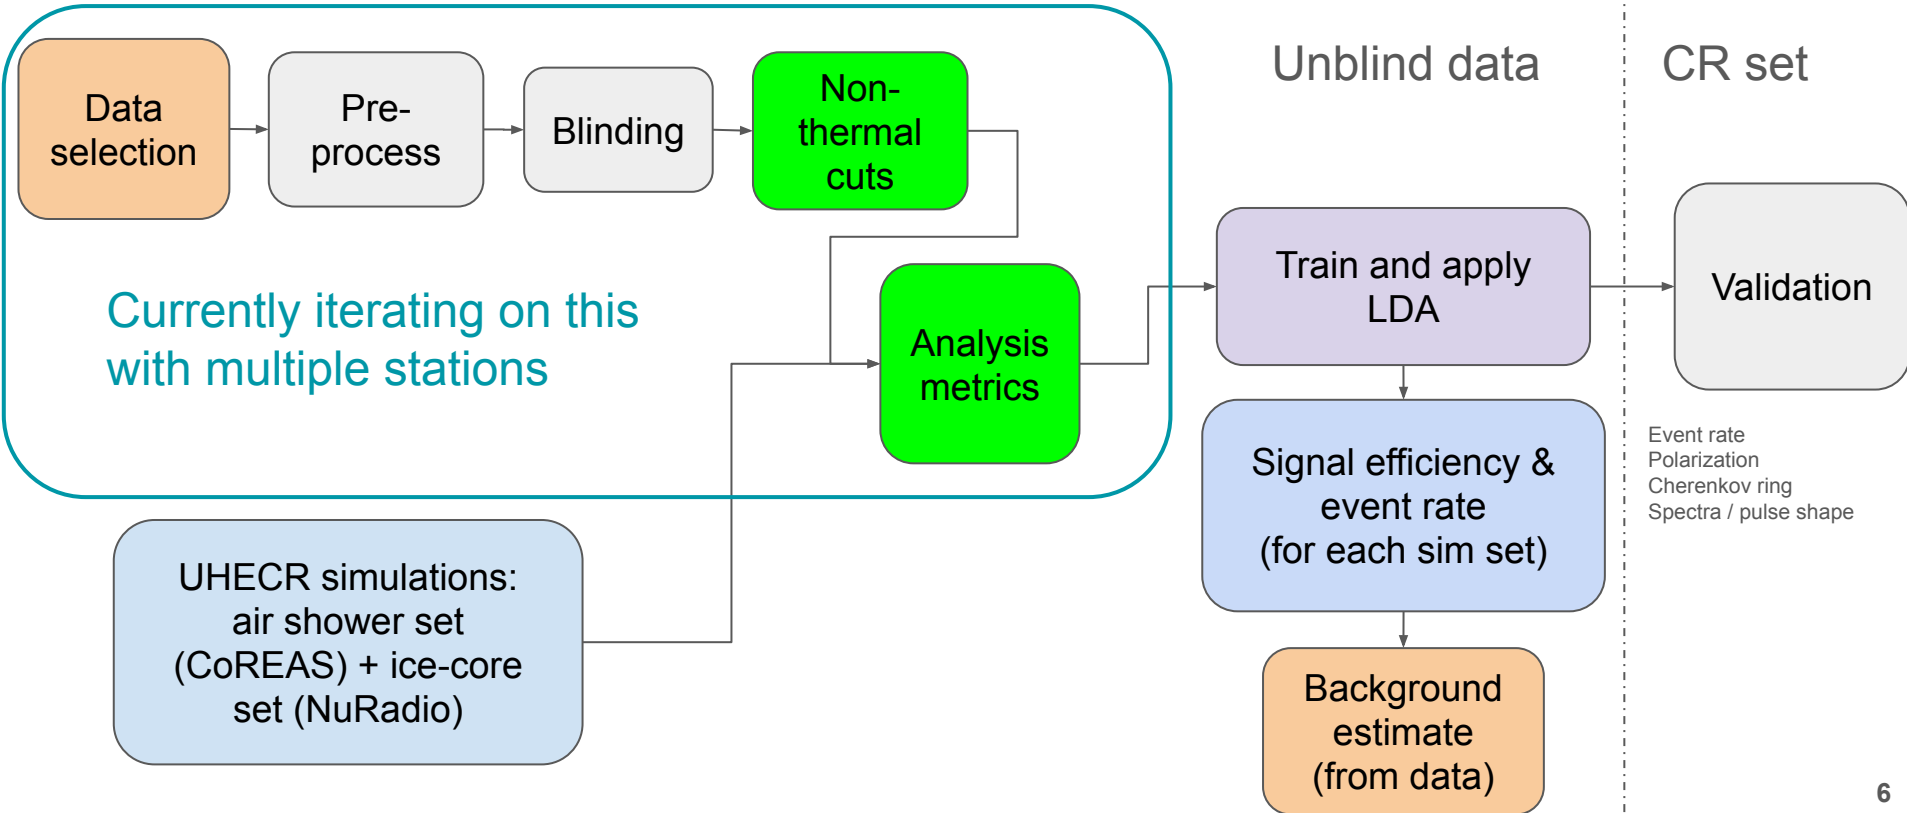 Data
selection
Pre-
process
Blinding
Non-
thermal
cuts
Unblind data
CR set
Currently iterating on this
with multiple stations
Analysis
metrics
Train and apply
LDA
Validation
Event rate
Polarization
Cherenkov ring
Spectra / pulse shape
Signal efficiency &
event rate
(for each sim set)
UHECR simulations:
air shower set
(CoREAS) + ice-core
set (NuRadio)
Background
estimate
(from data)
6